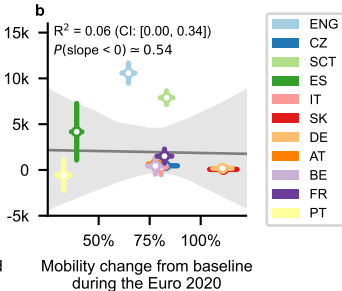 b
R² = 0.06 (CI: [0.00, 0.34])
P(slope < 0) ≃ 0.54
15k
10k
5k
0
-5k
50% 75% 100%
Mobility change from baseline
during the Euro 2020
d
ENG
CZ
SCT
ES
IT
SK
DE
AT
BE
FR
PT